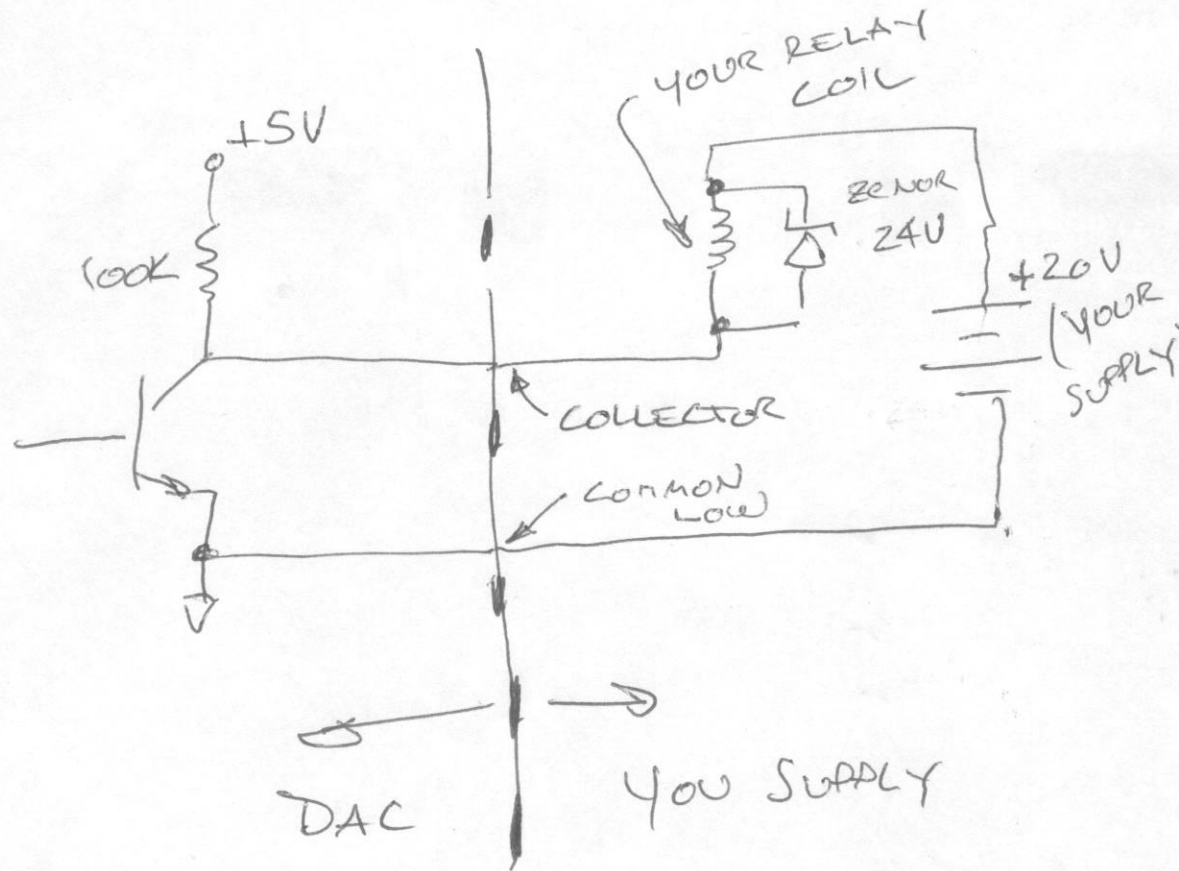 YOUR RELAY
COIL
+5V
ZENOR
24V
100K
+20V
(YOUR
SUPPLY
COLLECTOR
COMMON
LOW
DAC
YOU SUPPLY